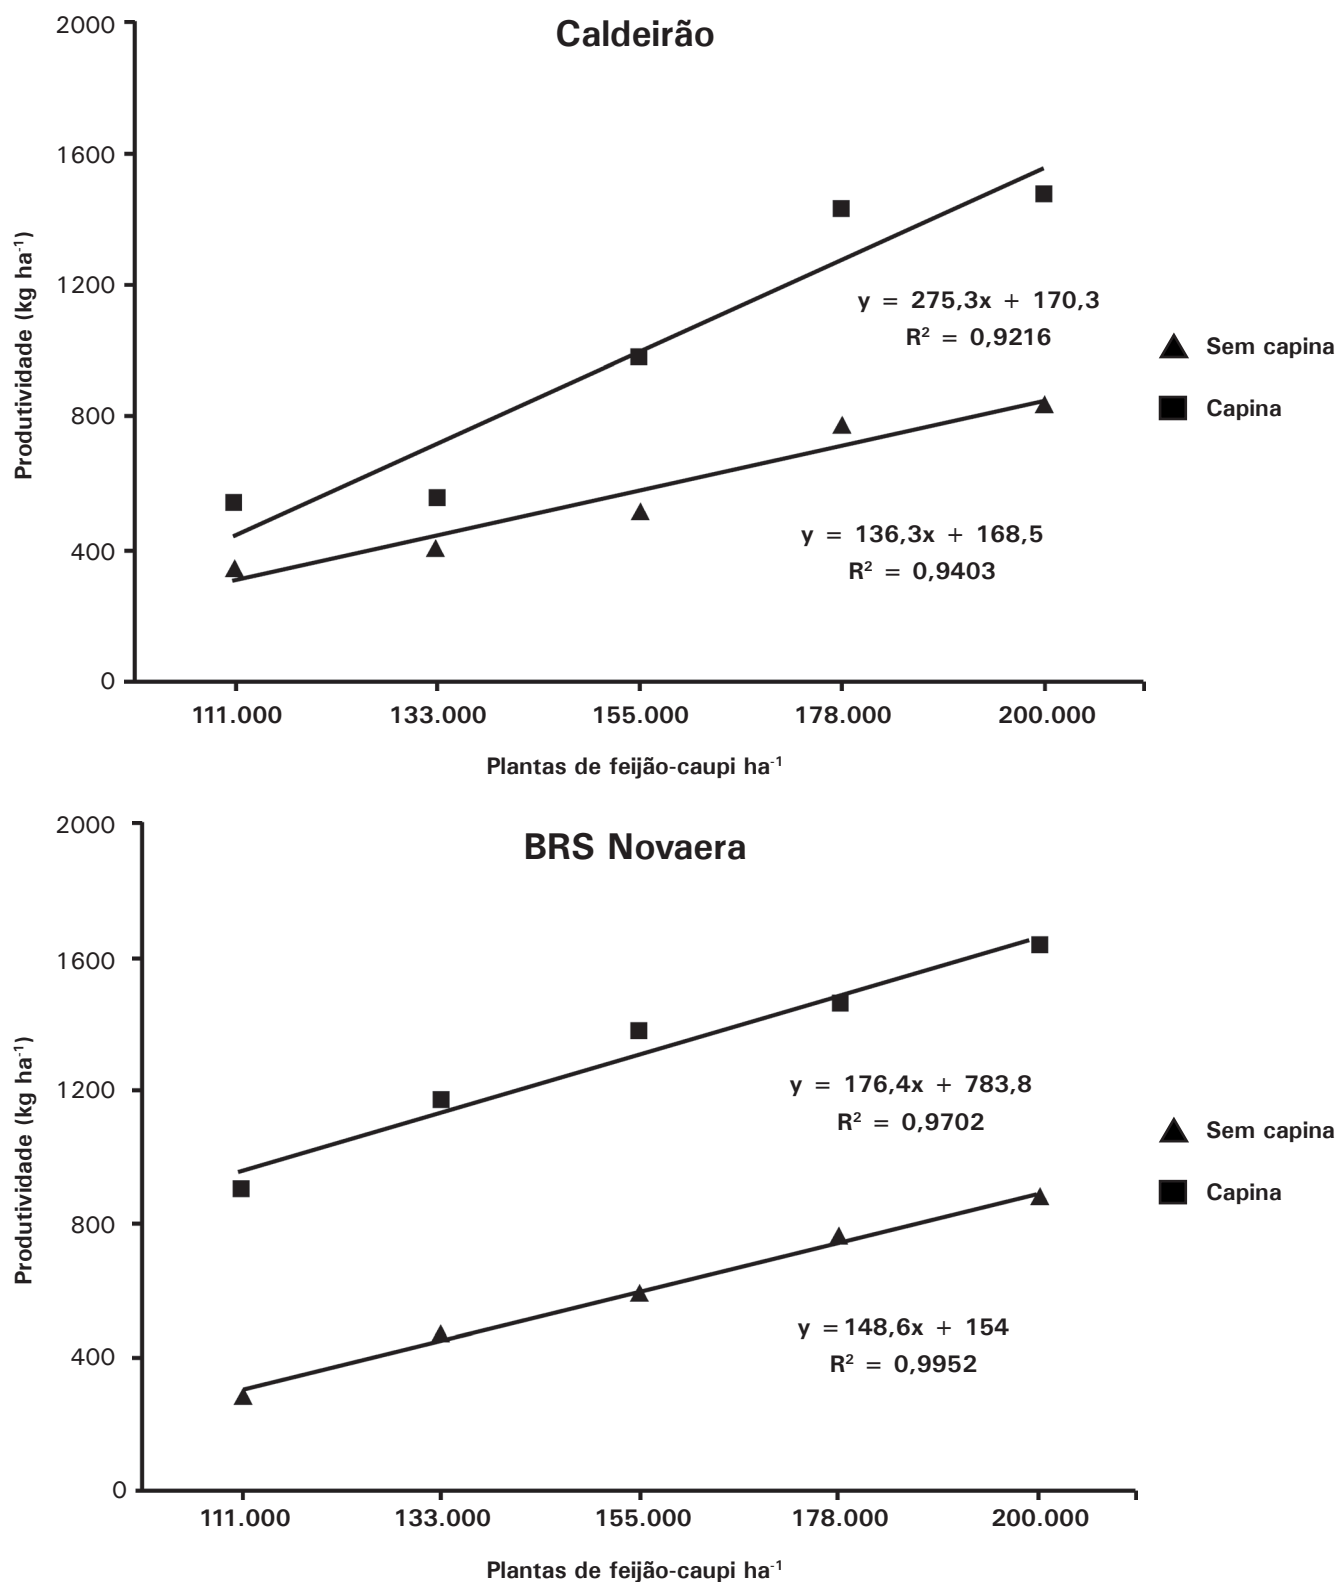 Caldeirão
2000
1600
1200
800
400
0
Produtividade (kg ha⁻¹)
y = 275,3x + 170,3
R² = 0,9216
y = 136,3x + 168,5
R² = 0,9403
Sem capina
Capina
111.000 133.000 155.000 178.000 200.000
Plantas de feijão-caupi ha⁻¹
BRS Novaera
2000
1600
1200
800
400
0
Produtividade (kg ha⁻¹)
y = 176,4x + 783,8
R² = 0,9702
y =148,6x + 154
R² = 0,9952
Sem capina
Capina
111.000 133.000 155.000 178.000 200.000
Plantas de feijão-caupi ha⁻¹